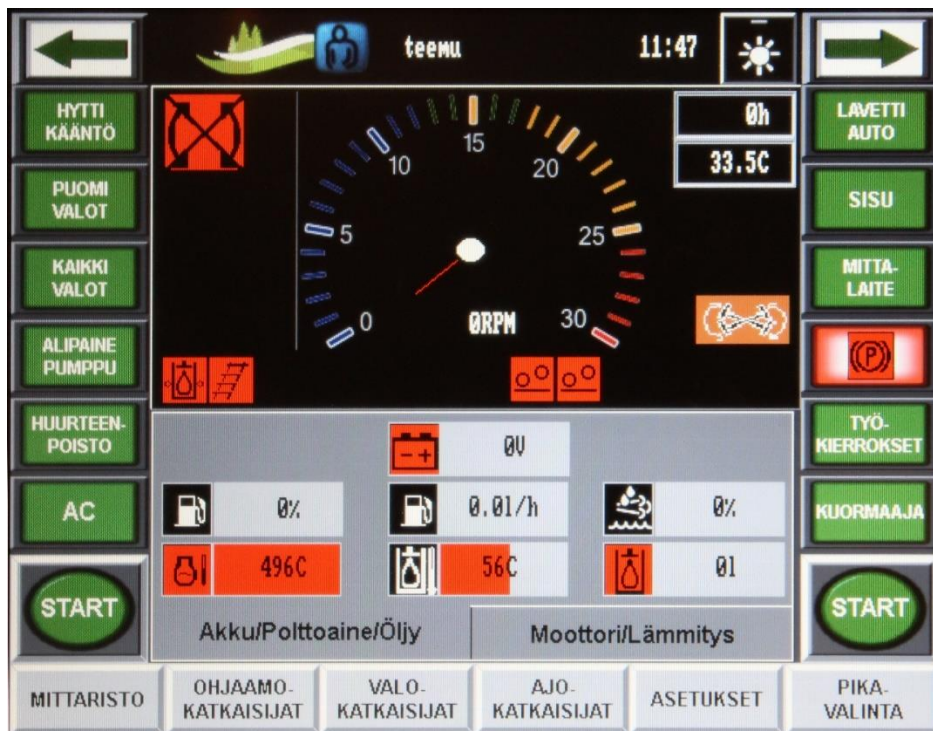 teemu
11:47
HYTTI
KÄÄNTÖ
PUOMI
VALOT
KAIKKI
VALOT
ALIPAINE
PUMPPU
HUURTEEN-
POISTO
AC
START
0h
33.5C
0
5
10
15
20
25
30
0RPM
LAVETTI
AUTO
SISU
MITTA-
LAITE
(P)
TYÖ-
KIERROKSET
KUORMAAJA
START
- +
0V
0%
0.0l/h
0%
496C
56C
0l
Akku/Polttoaine/Öljy
Moottori/Lämmitys
MITTARISTO
OHJAAMO-
KATKAISIJAT
VALO-
KATKAISIJAT
AJO-
KATKAISIJAT
ASETUKSET
PIKA-
VALINTA